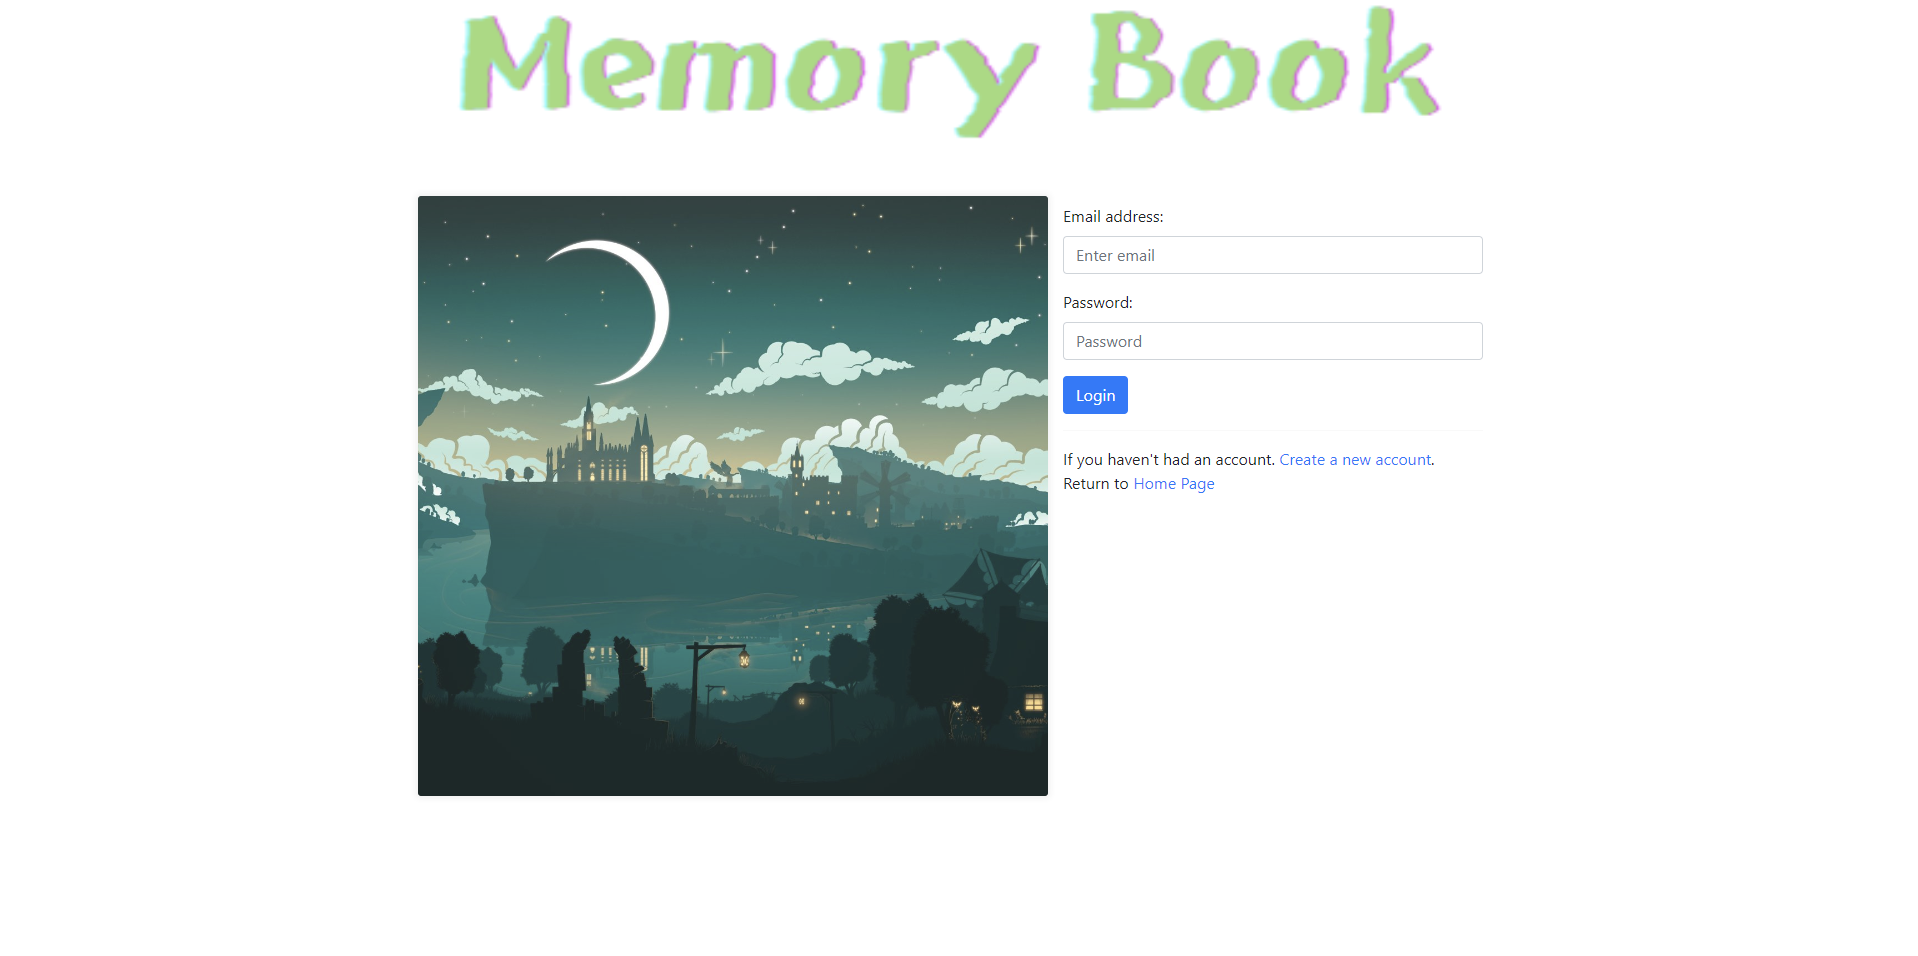 Memory Book
Email address:
Enter email
Password:
Password
Login
If you haven't had an account. Create a new account.
Return to Home Page